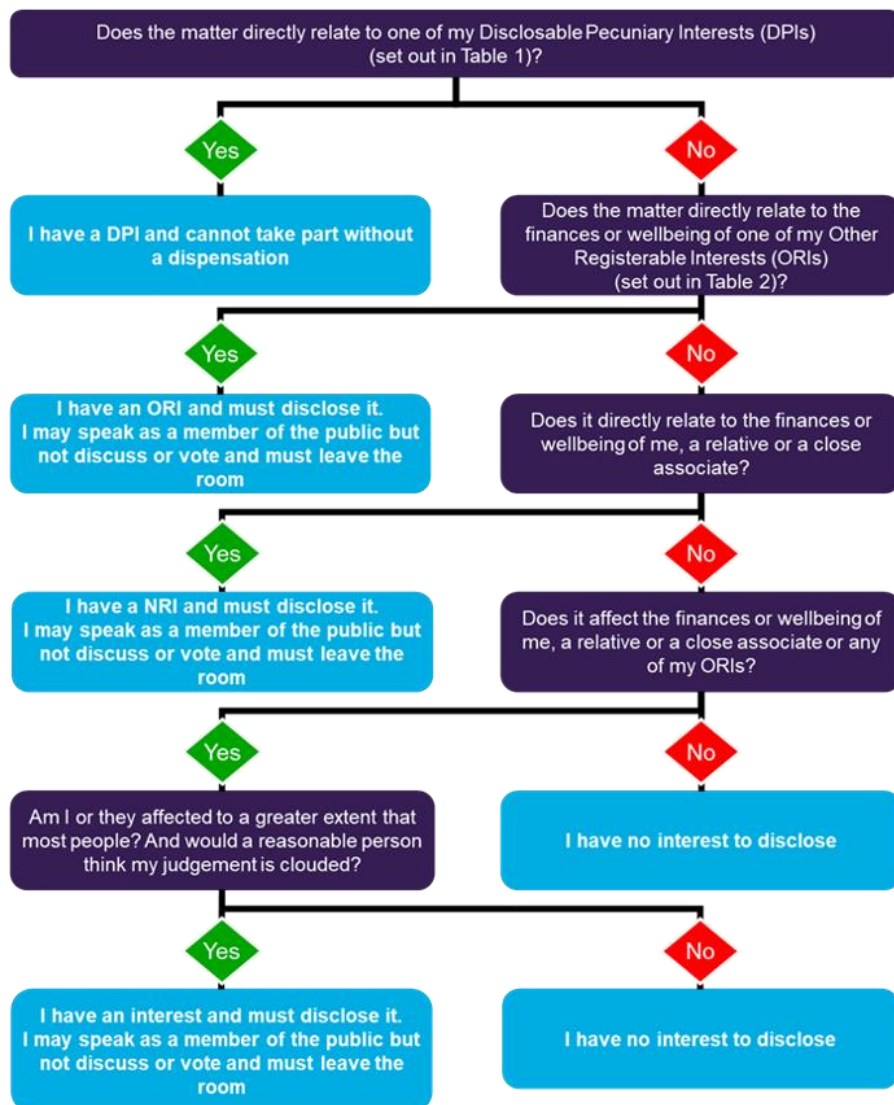 Does the matter directly relate to one of my Disclosable Pecuniary Interests (DPIs)
(set out in Table 1)?
Yes
No
I have a DPI and cannot take part without
a dispensation
Does the matter directly relate to the
finances or wellbeing of one of my Other
Registerable Interests (ORIs)
(set out in Table 2)?
Yes
No
I have an ORI and must disclose it.
I may speak as a member of the public but
not discuss or vote and must leave the
room
Does it directly relate to the finances or
wellbeing of me, a relative or a close
associate?
Yes
No
I have a NRI and must disclose it.
I may speak as a member of the public but
not discuss or vote and must leave the
room
Does it affect the finances or wellbeing of
me, a relative or a close associate or any
of my ORIs?
Yes
No
Am I or they affected to a greater extent that
most people? And would a reasonable person
think my judgement is clouded?
I have no interest to disclose
Yes
No
I have an interest and must disclose it.
I may speak as a member of the public but
not discuss or vote and must leave the
room
I have no interest to disclose